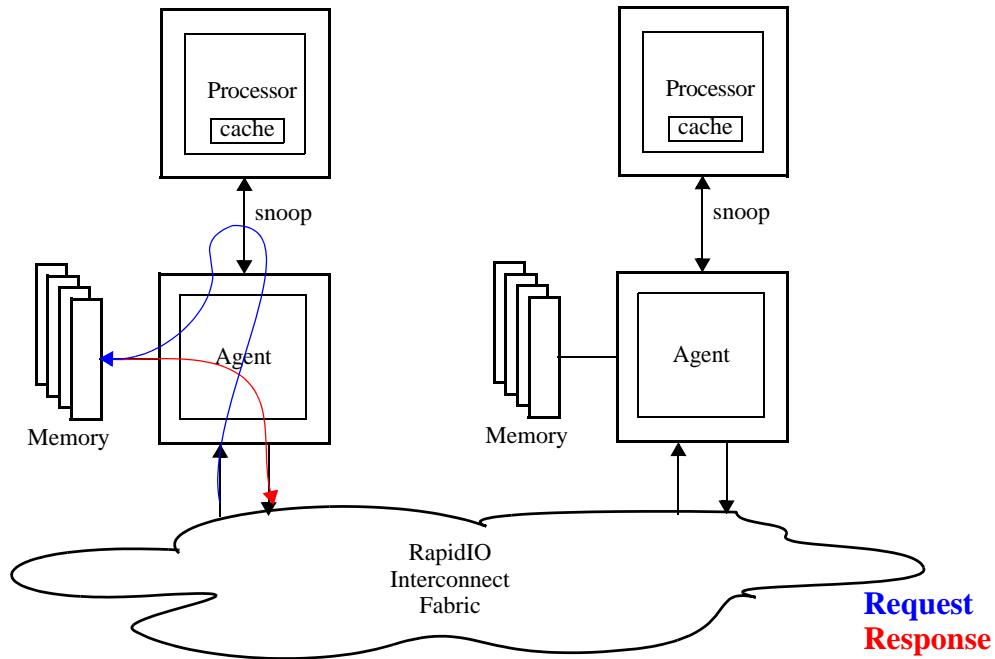 Processor
cache
snoop
Agent
Memory
Processor
cache
snoop
Agent
Memory
RapidIO
Interconnect
Fabric
Request
Response